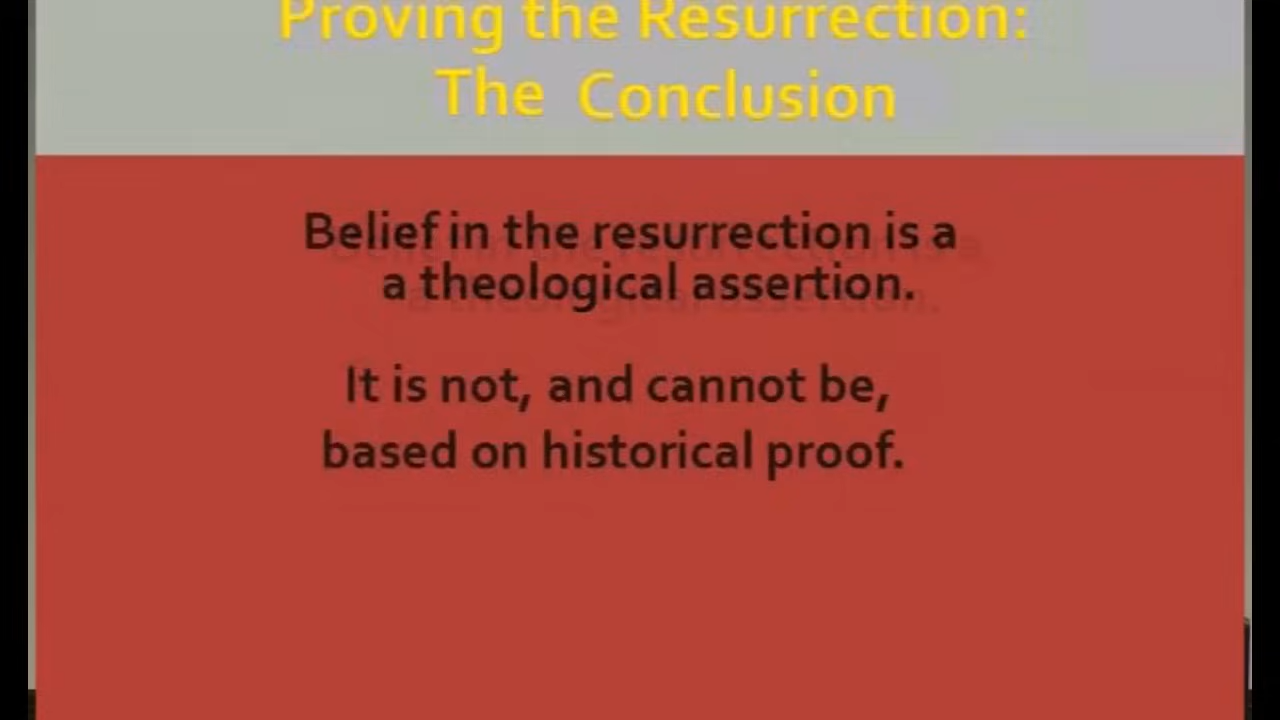 Proving the Resurrection:
The Conclusion
Belief in the resurrection is a
a theological assertion.
It is not, and cannot be,
based on historical proof.